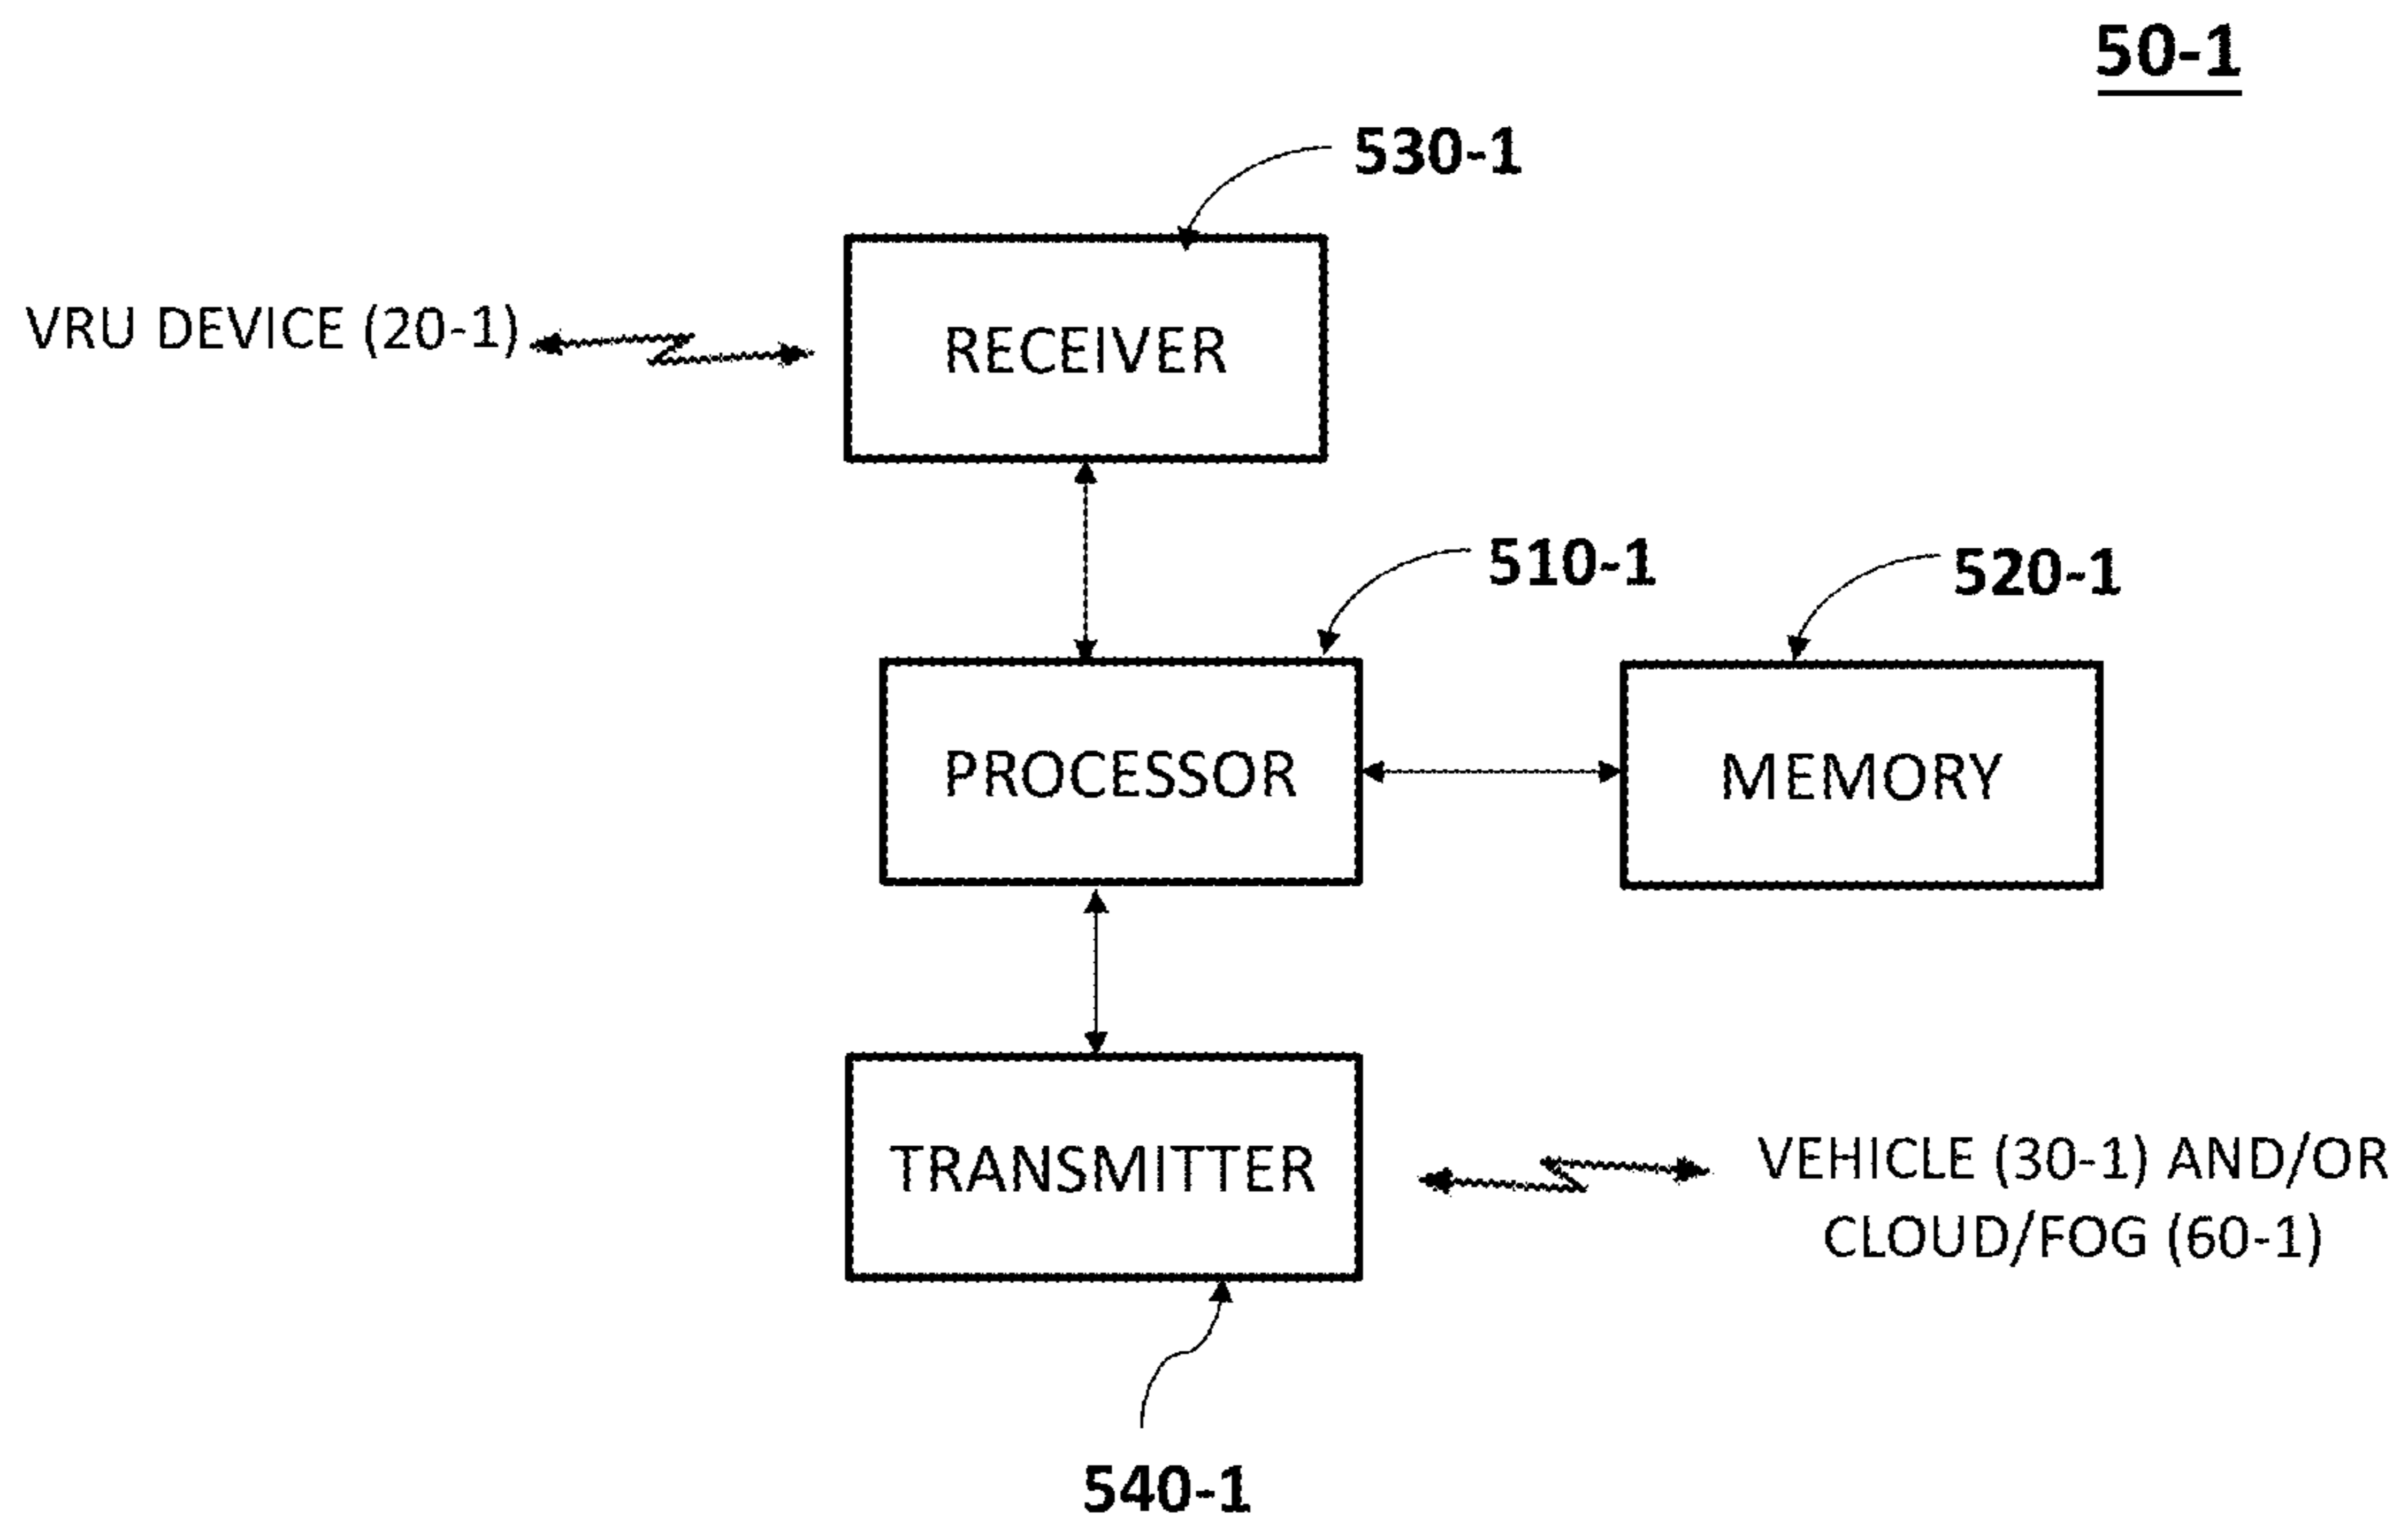 50-1
530-1
VRU DEVICE (20-1)
RECEIVER
510-1
520-1
PROCESSOR
MEMORY
TRANSMITTER
VEHICLE (30-1) AND/OR
CLOUD/FOG (60-1)
540-1